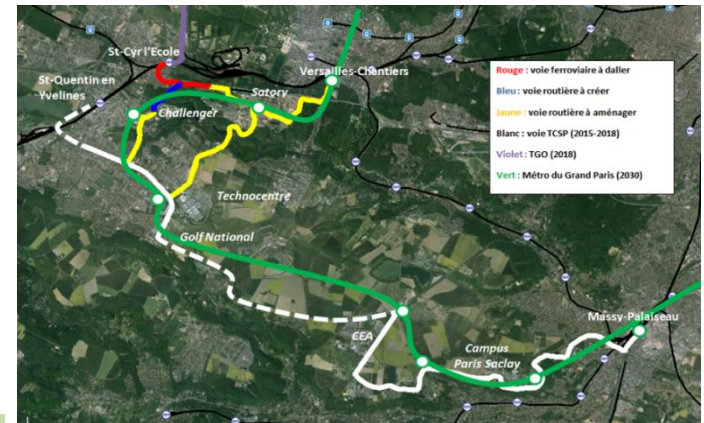 St-Cyr l'Ecole
St-Quentin en
Yvelines
Versailles-Chantiers
Satory
Challenger
Technocentre
Golf National
CEA
Campus
Paris Saclay
Massy-Palaiseau
Rouge : voie ferroviaire à daller
Bleu : voie routière à créer
Jaune : voie routière à aménager
Blanc : voie TCSP (2015-2018)
Violet : TGO (2018)
Vert : Métro du Grand Paris (2030)